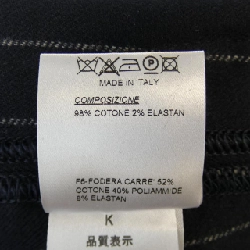 MADE IN ITALY
COMPOSIZIONE
98% COTONE 2% ELASTAN
F6-FODERA CARRE' 52%
COTONE 40% POLIAMMIDE
8% ELASTAN
K
品質表示